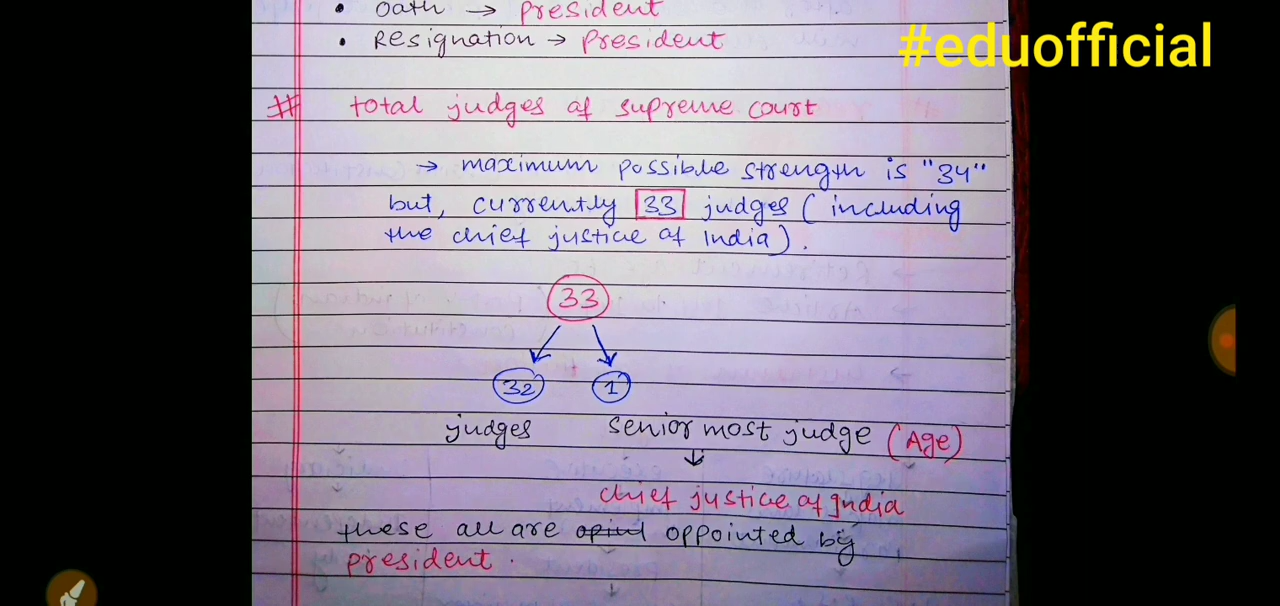 • Oath → President
• Resignation → President
#eduofficial
# total judges of supreme court
→ maximum possible strength is "34"
but, currently 33 judges (including
the chief justice of India).
33
32 1
judges senior most judge (Age)
↓
chief justice of India
these all are oppointed by
president.